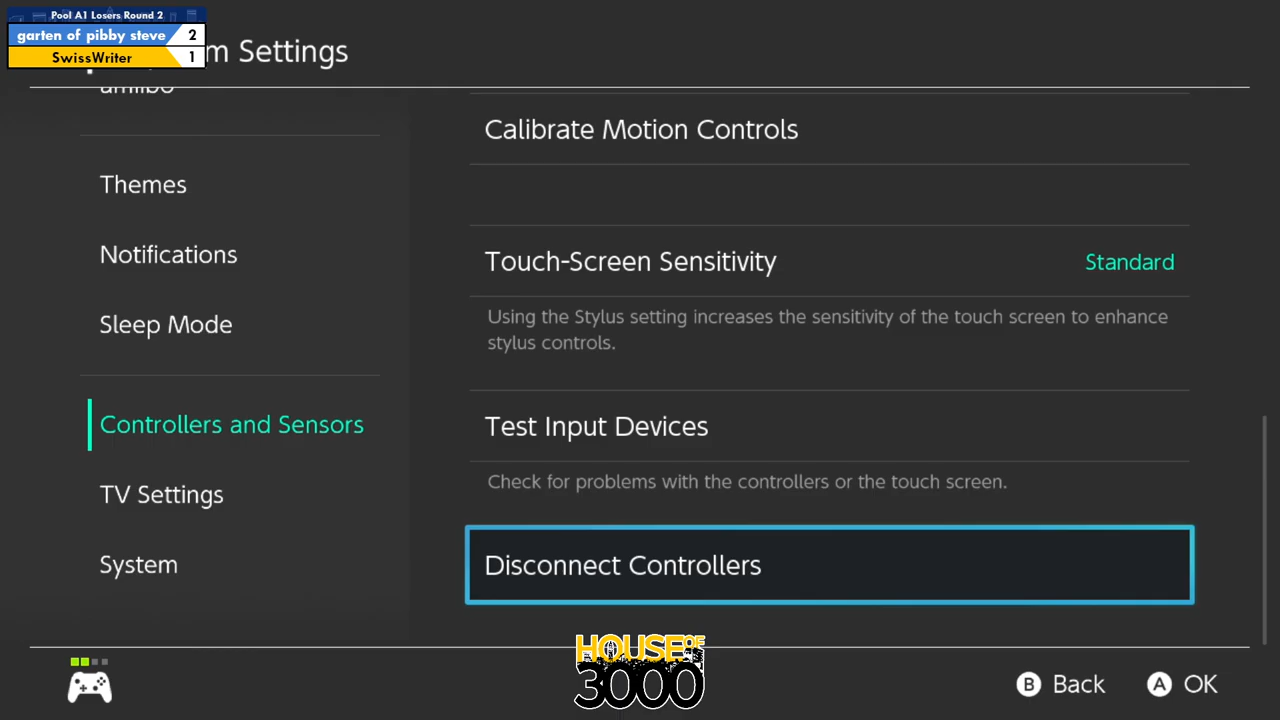 Pool A1 Losers Round 2
garten of pibby steve 2
SwissWriter 1
m Settings
amiibo
Themes
Notifications
Sleep Mode
Controllers and Sensors
TV Settings
System
Calibrate Motion Controls
Touch-Screen Sensitivity Standard
Using the Stylus setting increases the sensitivity of the touch screen to enhance
stylus controls.
Test Input Devices
Check for problems with the controllers or the touch screen.
Disconnect Controllers
HOUSE OF
3000
B Back A OK